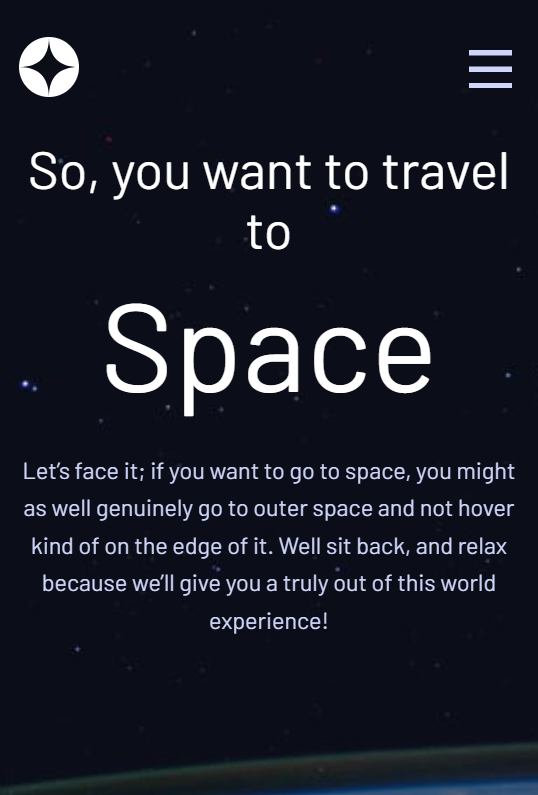 So, you want to travel
to
Space
Let’s face it; if you want to go to space, you might
as well genuinely go to outer space and not hover
kind of on the edge of it. Well sit back, and relax
because we’ll give you a truly out of this world
experience!